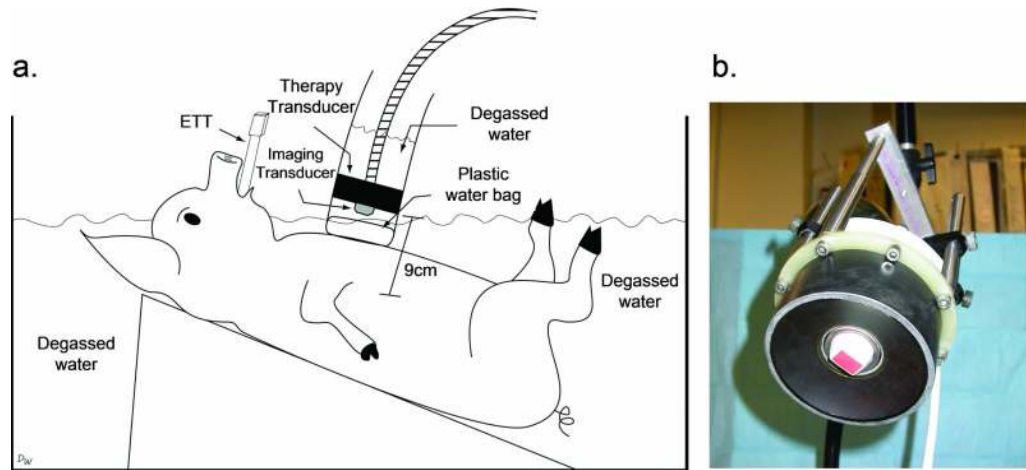 a.
b.
Therapy
Transducer
ETT
Imaging
Transducer
Degassed
water
Plastic
water bag
9cm
Degassed
water
Degassed
water
DW